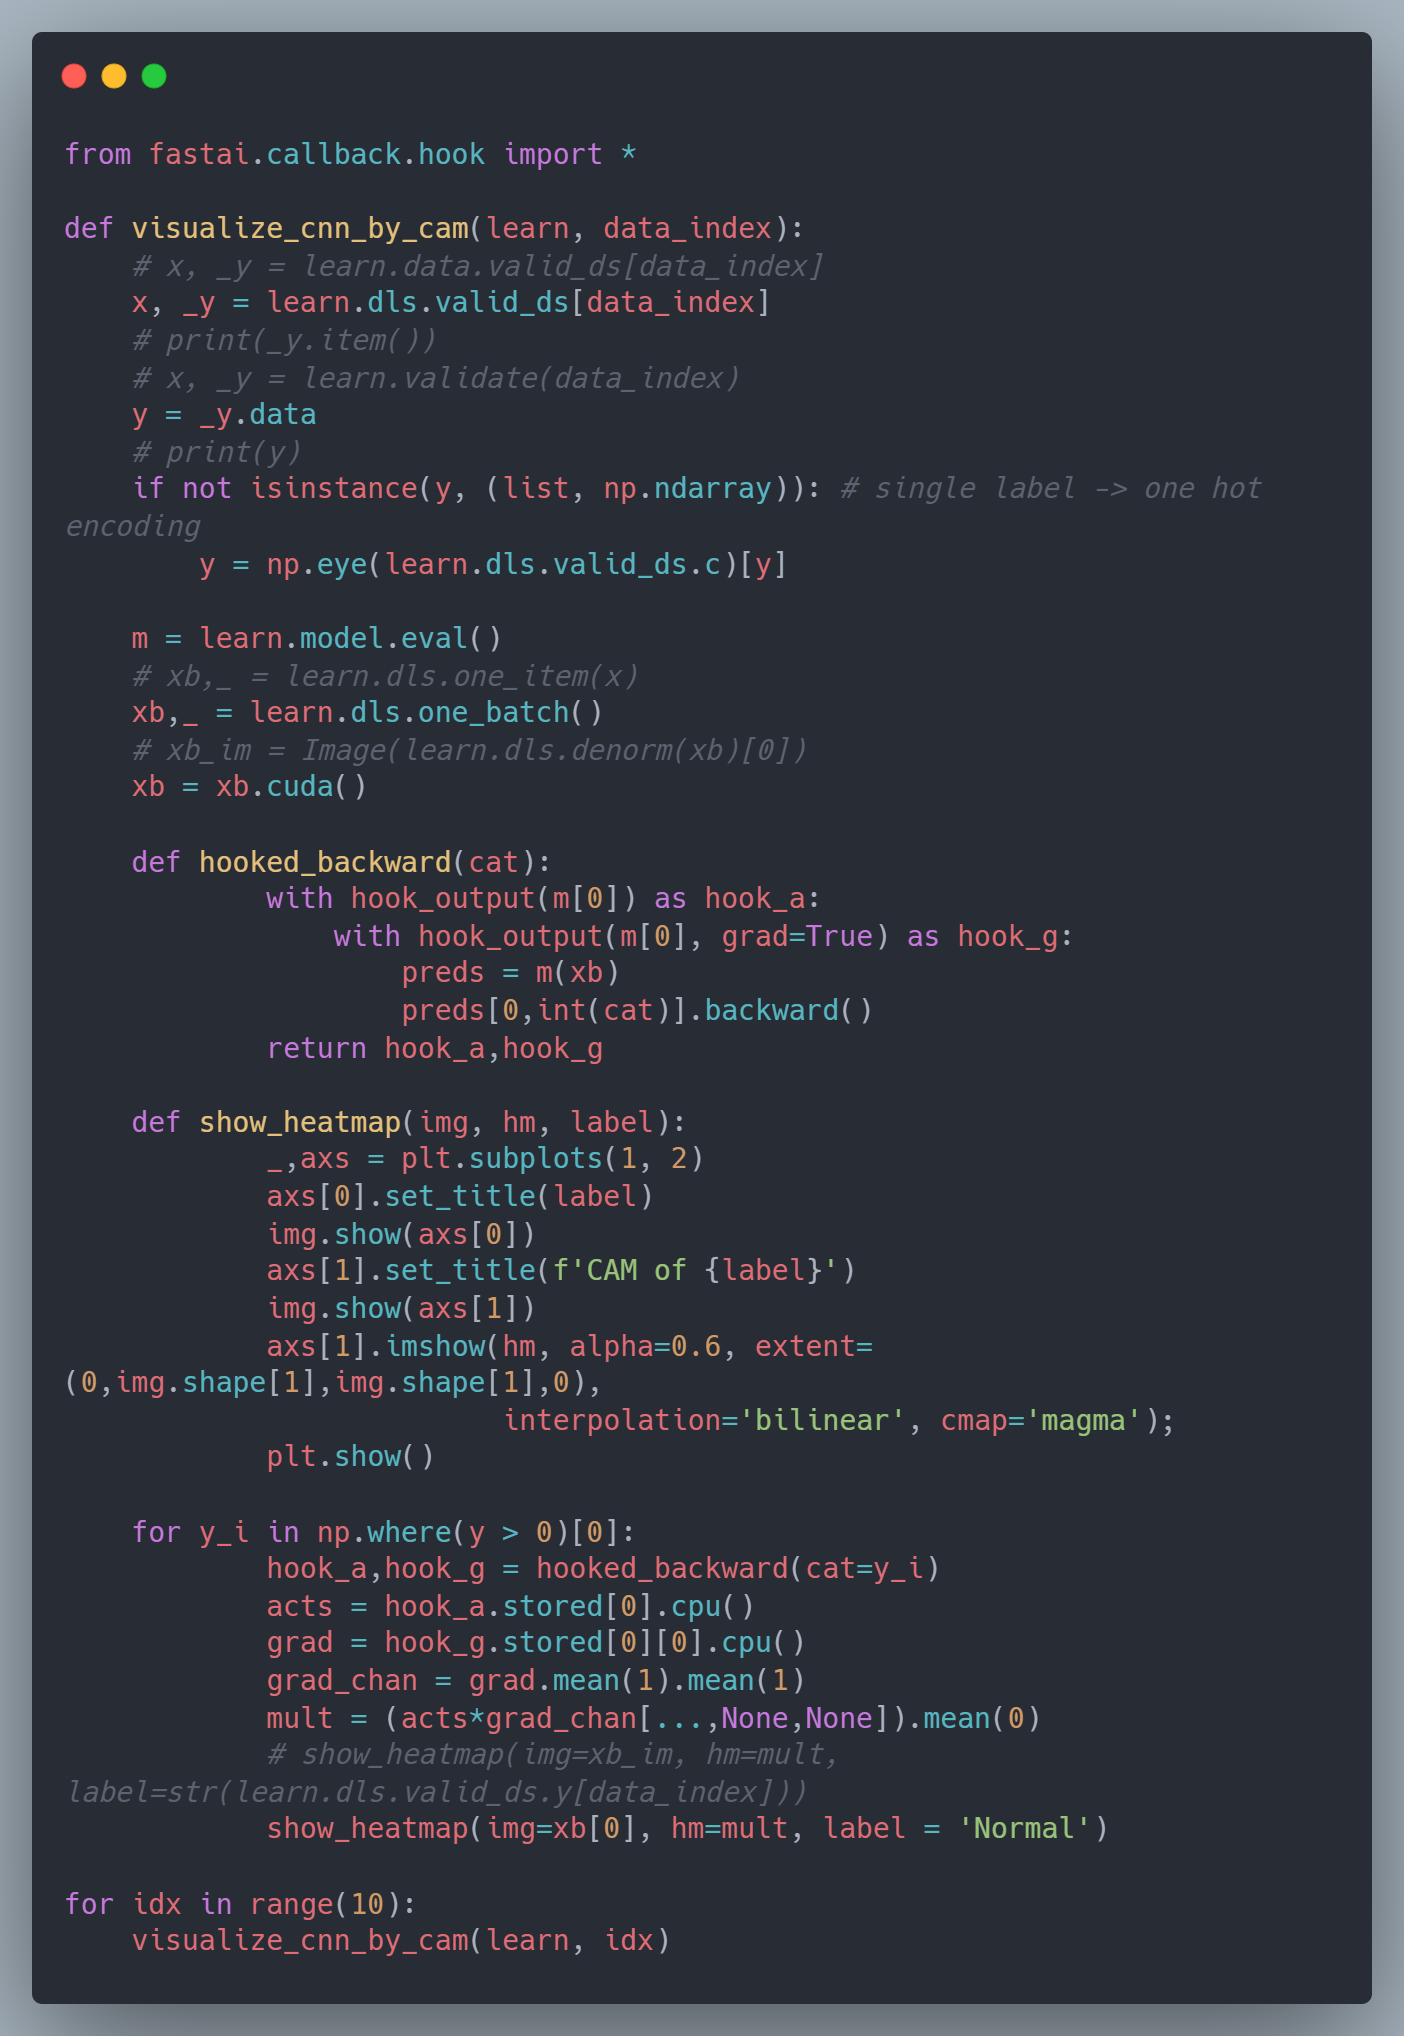 from fastai.callback.hook import *

def visualize_cnn_by_cam(learn, data_index):
    # x, _y = learn.data.valid_ds[data_index]
    x, _y = learn.dls.valid_ds[data_index]
    # print(_y.item())
    # x, _y = learn.validate(data_index)
    y = _y.data
    # print(y)
    if not isinstance(y, (list, np.ndarray)): # single label -> one hot
encoding
        y = np.eye(learn.dls.valid_ds.c)[y]

    m = learn.model.eval()
    # xb,_ = learn.dls.one_item(x)
    xb,_ = learn.dls.one_batch()
    # xb_im = Image(learn.dls.denorm(xb)[0])
    xb = xb.cuda()

    def hooked_backward(cat):
            with hook_output(m[0]) as hook_a:
                with hook_output(m[0], grad=True) as hook_g:
                    preds = m(xb)
                    preds[0,int(cat)].backward()
            return hook_a,hook_g

    def show_heatmap(img, hm, label):
            _,axs = plt.subplots(1, 2)
            axs[0].set_title(label)
            img.show(axs[0])
            axs[1].set_title(f'CAM of {label}')
            img.show(axs[1])
            axs[1].imshow(hm, alpha=0.6, extent=
(0,img.shape[1],img.shape[1],0),
                          interpolation='bilinear', cmap='magma');
            plt.show()

    for y_i in np.where(y > 0)[0]:
            hook_a,hook_g = hooked_backward(cat=y_i)
            acts = hook_a.stored[0].cpu()
            grad = hook_g.stored[0][0].cpu()
            grad_chan = grad.mean(1).mean(1)
            mult = (acts*grad_chan[...,None,None]).mean(0)
            # show_heatmap(img=xb_im, hm=mult,
label=str(learn.dls.valid_ds.y[data_index]))
            show_heatmap(img=xb[0], hm=mult, label = 'Normal')

for idx in range(10):
    visualize_cnn_by_cam(learn, idx)